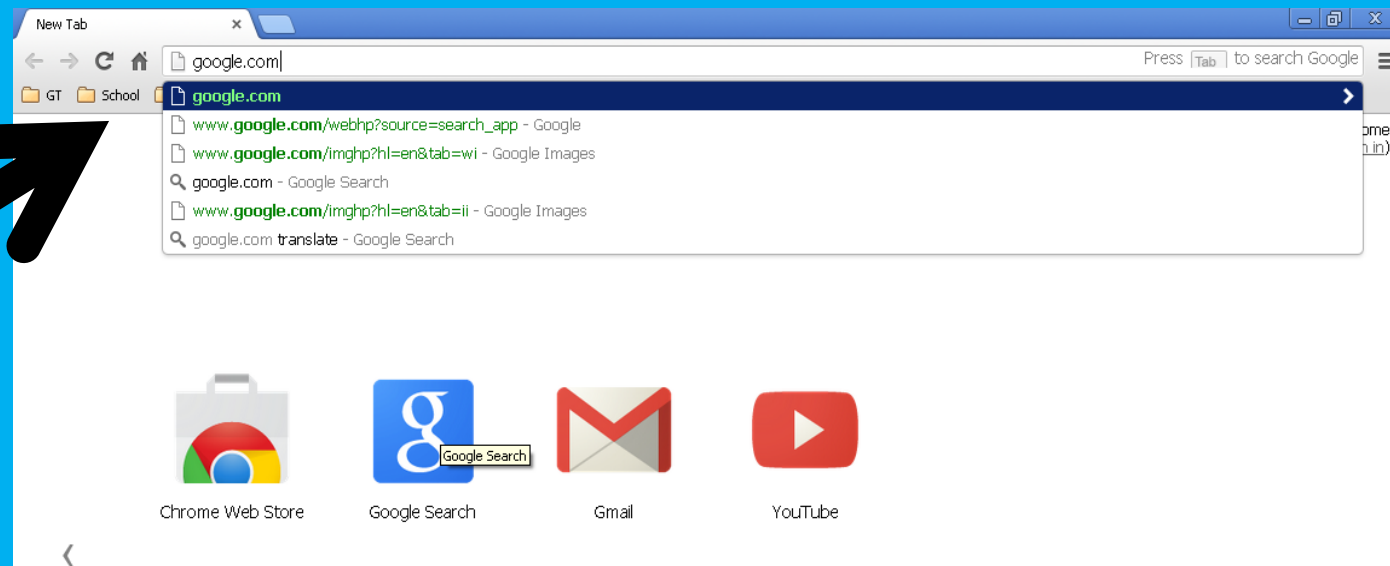 New Tab
google.com Press Tab to search Google
GT School google.com
www.google.com/webhp?source=search_app - Google
www.google.com/imghp?hl=en&tab=wi - Google Images
google.com - Google Search
www.google.com/imghp?hl=en&tab=ii - Google Images
google.com translate - Google Search
Google Search
Chrome Web Store Google Search Gmail YouTube